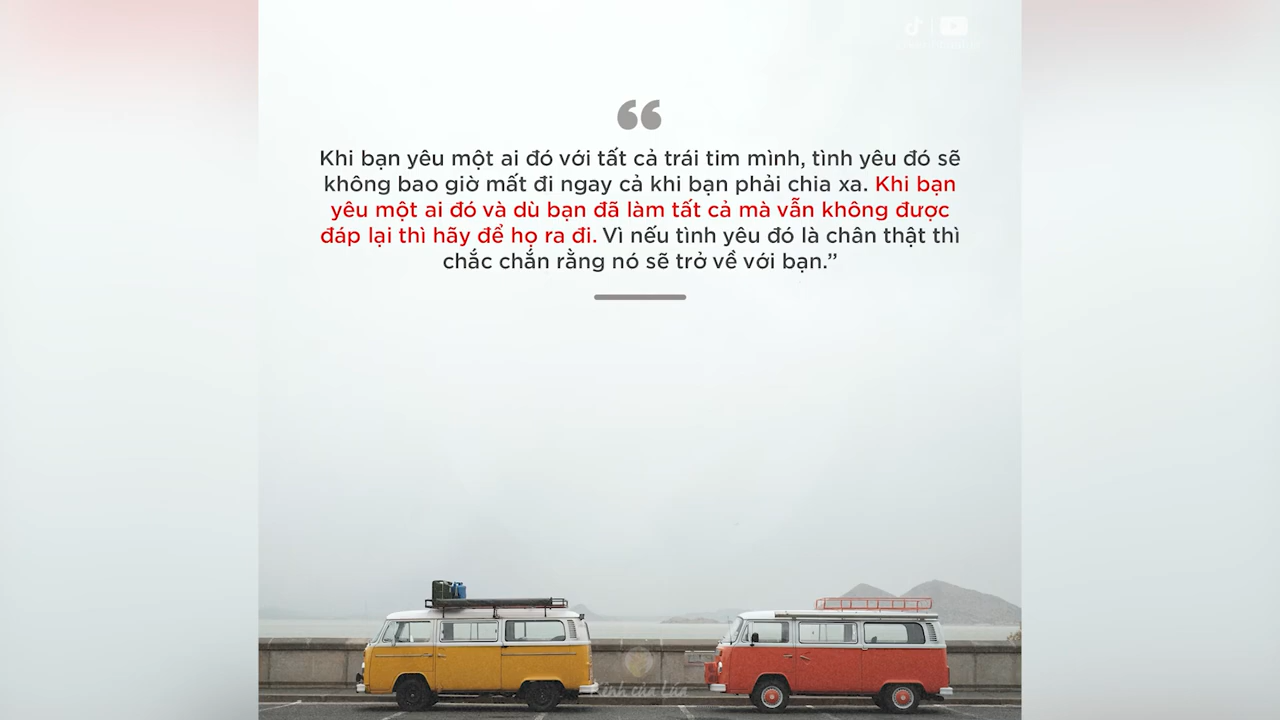 “
Khi bạn yêu một ai đó với tất cả trái tim mình, tình yêu đó sẽ
không bao giờ mất đi ngay cả khi bạn phải chia xa. Khi bạn
yêu một ai đó và dù bạn đã làm tất cả mà vẫn không được
đáp lại thì hãy để họ ra đi. Vì nếu tình yêu đó là chân thật thì
chắc chắn rằng nó sẽ trở về với bạn.”
Kênh của Lúa